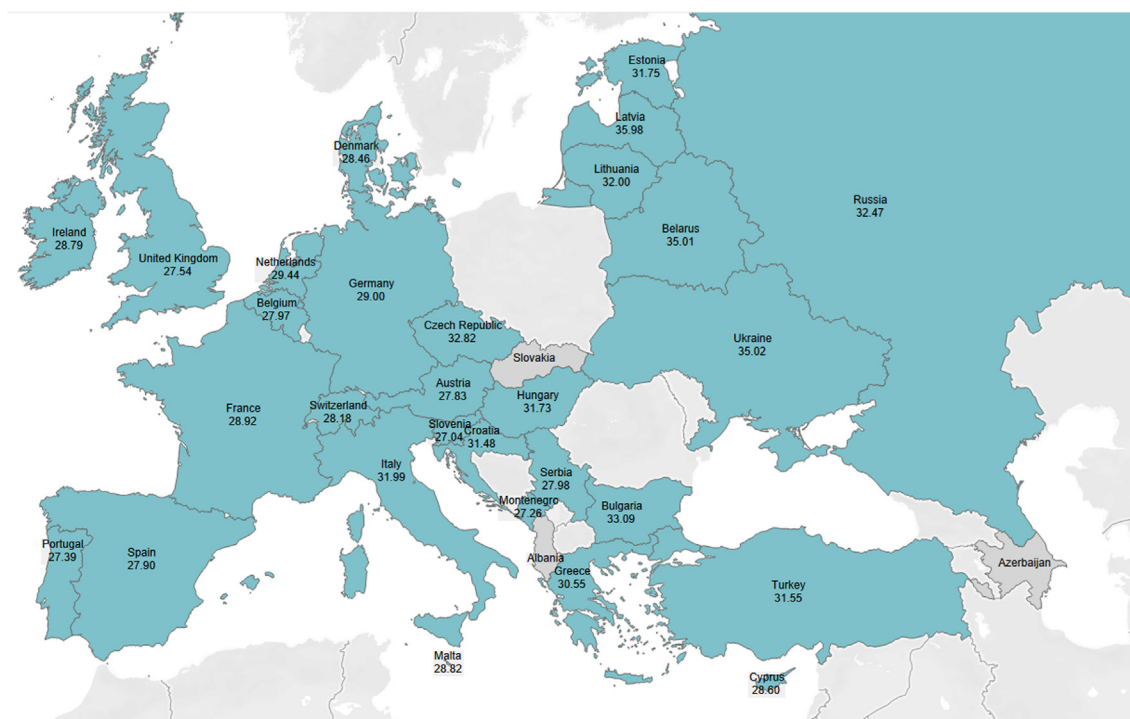 Estonia
31.75
Latvia
35.98
Denmark
28.46
Lithuania
32.00
Russia
32.47
Ireland
28.79
Belarus
35.01
United Kingdom
27.54
Netherlands
29.44
Germany
29.00
Belgium
27.97
Czech Republic
32.82
Ukraine
35.02
Slovakia
Austria
27.83
Hungary
31.73
France
28.92
Switzerland
28.18
Slovenia
27.04
Croatia
31.48
Italy
31.99
Serbia
27.98
Montenegro
27.26
Bulgaria
33.09
Portugal
27.39
Spain
27.90
Albania
Greece
30.55
Azerbaijan
Turkey
31.55
Malta
28.82
Cyprus
28.60